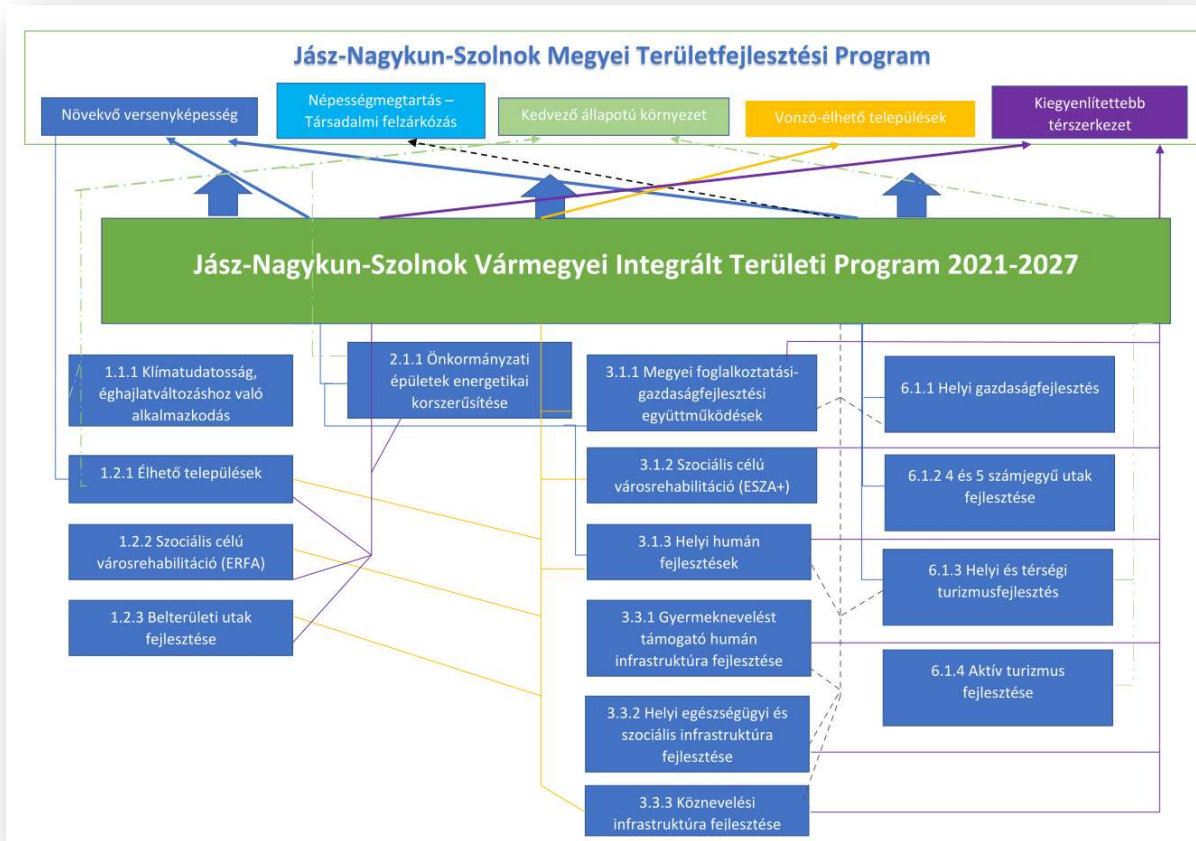 Jász-Nagykun-Szolnok Megyei Területfejlesztési Program
Növekvő versenyképesség
Népességmegtartás –
Társadalmi felzárkózás
Kedvező állapotú környezet
Vonzó-élhető települések
Kiegyenlítettebb
térszerkezet
Jász-Nagykun-Szolnok Vármegyei Integrált Területi Program 2021-2027
1.1.1 Klímatudatosság,
éghajlatváltozáshoz való
alkalmazkodás
1.2.1 Élhető települések
1.2.2 Szociális célú
városrehabilitáció (ERFA)
1.2.3 Belterületi utak
fejlesztése
2.1.1 Önkormányzati
épületek energetikai
korszerűsítése
3.1.1 Megyei foglalkoztatási-
gazdaságfejlesztési
együttműködések
3.1.2 Szociális célú
városrehabilitáció (ESZA+)
3.1.3 Helyi humán
fejlesztések
3.3.1 Gyermeknevelést
támogató humán
infrastruktúra fejlesztése
3.3.2 Helyi egészségügyi és
szociális infrastruktúra
fejlesztése
3.3.3 Köznevelési
infrastruktúra fejlesztése
6.1.1 Helyi gazdaságfejlesztés
6.1.2 4 és 5 számjegyű utak
fejlesztése
6.1.3 Helyi és térségi
turizmusfejlesztés
6.1.4 Aktív turizmus
fejlesztése